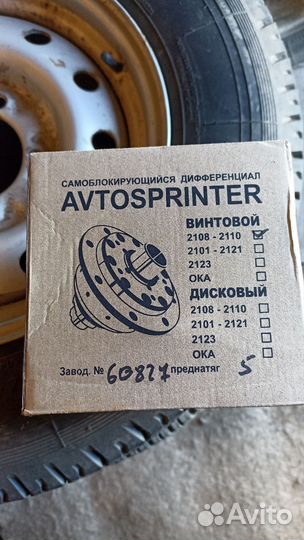 САМОБЛОКИРУЮЩИЙСЯ ДИФФЕРЕНЦИАЛ
AVTOSPRINTER
ВИНТОВОЙ
2108 - 2110
2101 - 2121
2123
ОКА
ДИСКОВЫЙ
2108 - 2110
2101 - 2121
2123
ОКА
Завод. № 60827 преднатяг 5
Avito